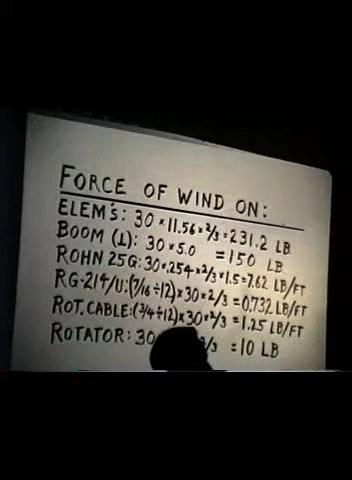 FORCE OF WIND ON:
ELEM'S: 30 × 11.56 × 2/3 = 231.2 LB
BOOM (⊥): 30 × 5.0 = 150 LB
ROHN 25G: 30 × .254 × 2/3 × 1.5 = 7.62 LB/FT
RG-214/U: (7/16 ÷ 12) × 30 × 2/3 = 0.732 LB/FT
ROT. CABLE: (3/4 ÷ 12) × 30 × 2/3 = 1.25 LB/FT
ROTATOR: 30 2/3 = 10 LB